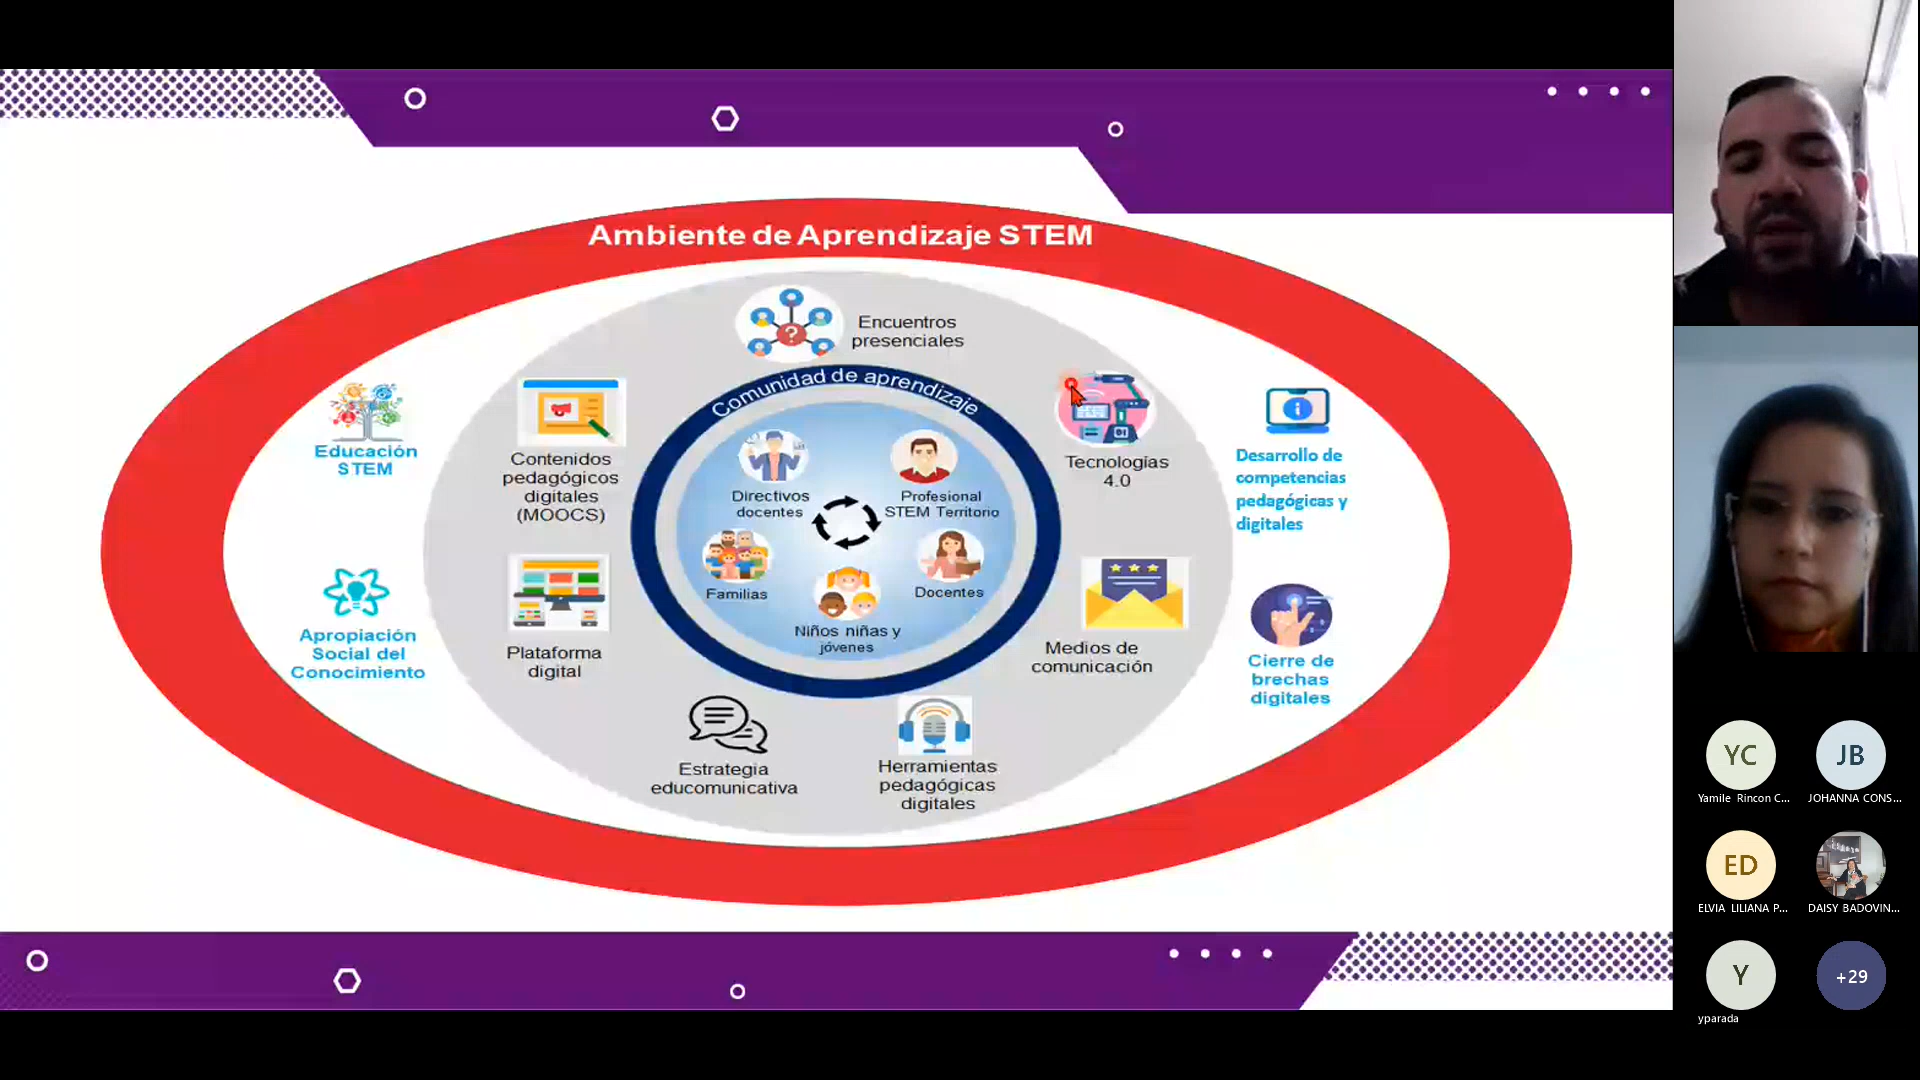 Ambiente de Aprendizaje STEM
Encuentros
presenciales
Comunidad de aprendizaje
Educación
STEM
Contenidos
pedagógicos
digitales
(MOOCS)
Directivos
docentes
Profesional
STEM Territorio
Tecnologías
4.0
Desarrollo de
competencias
pedagógicas y
digitales
Familias
Docentes
Niños niñas y
jóvenes
Apropiación
Social del
Conocimiento
Plataforma
digital
Medios de
comunicación
Cierre de
brechas
digitales
Estrategia
educomunicativa
Herramientas
pedagógicas
digitales
YC
Yamile Rincon C...
JB
JOHANNA CONS...
ED
ELVIA LILIANA P...
DAISY BADOVIN...
Y
yparada
+29